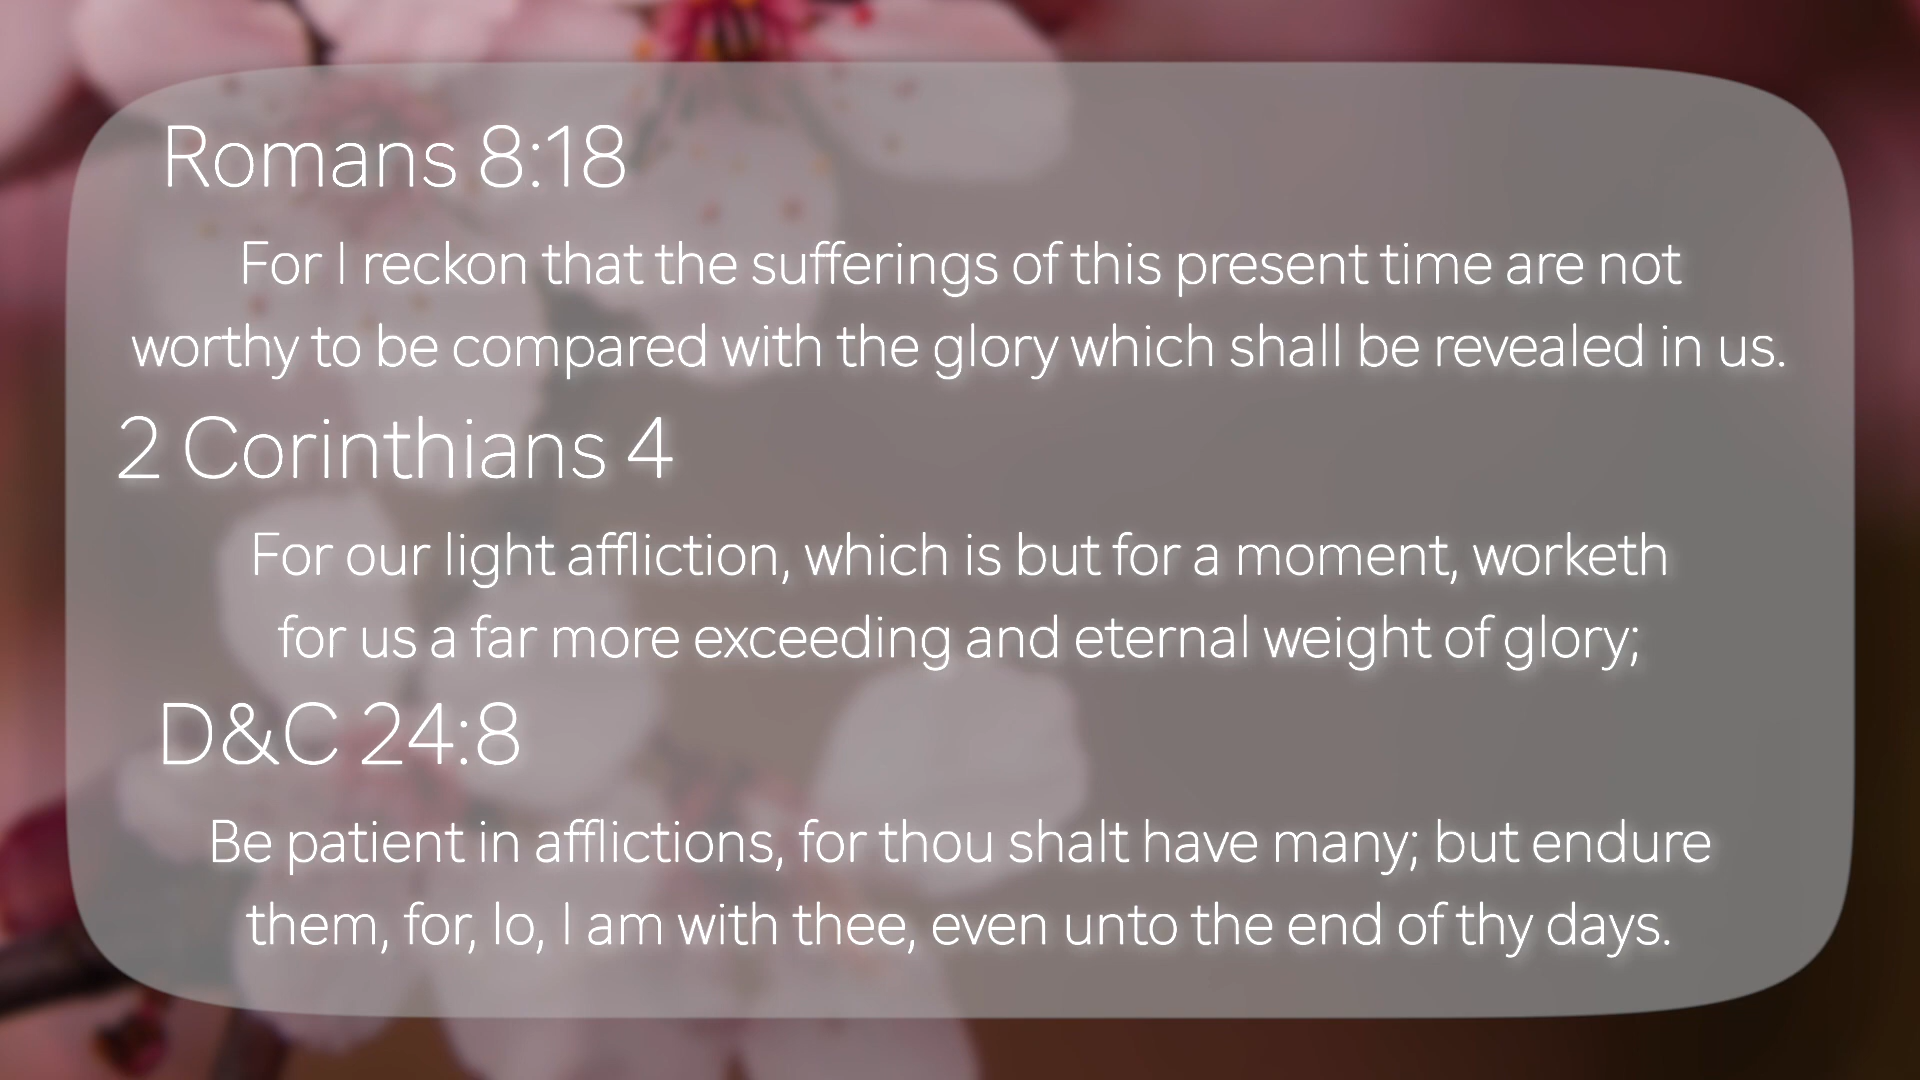 Romans 8:18
For I reckon that the sufferings of this present time are not
worthy to be compared with the glory which shall be revealed in us.
2 Corinthians 4
For our light affliction, which is but for a moment, worketh
for us a far more exceeding and eternal weight of glory;
D&C 24:8
Be patient in afflictions, for thou shalt have many; but endure
them, for, lo, I am with thee, even unto the end of thy days.